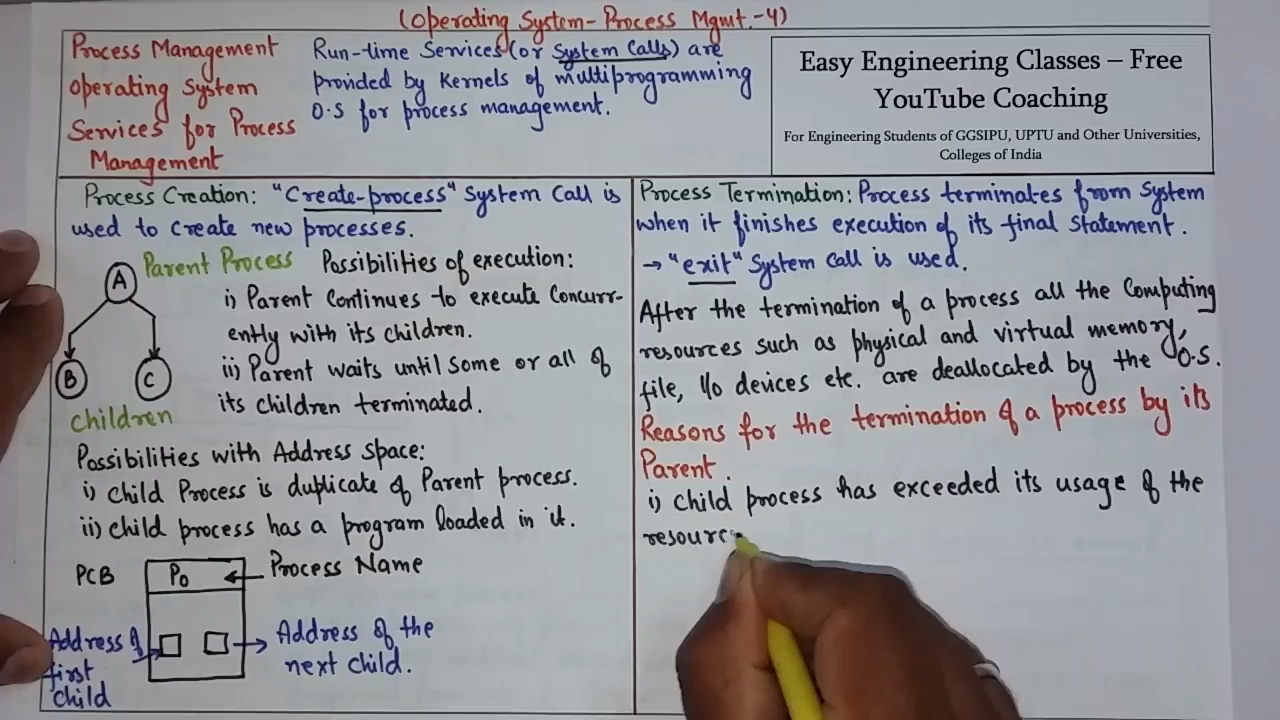 (Operating System- Process Mgmt.-4)
Process Management
Operating System
Services for Process
Management
Run-time Services (or System Calls) are
provided by Kernels of multiprogramming
O.S for process management.
Easy Engineering Classes – Free
YouTube Coaching
For Engineering Students of GGSIPU, UPTU and Other Universities,
Colleges of India
Process Creation: "Create-process" System Call is
used to create new processes.
A
Parent Process
B
C
Children
Possibilities of execution:
i) Parent Continues to execute Concurr-
ently with its children.
ii) Parent waits until some or all of
its children terminated.
Possibilities with Address space:
i) Child Process is duplicate of Parent process.
ii) Child process has a program loaded in it.
PCB
P0
Process Name
Address of
first
child
Address of the
next child.
Process Termination: Process terminates from System
when it finishes execution of its final statement.
→ "exit" System call is used.
After the termination of a process all the Computing
resources such as physical and virtual memory,
file, I/O devices etc. are deallocated by the O.S.
Reasons for the termination of a process by its
Parent.
i) Child process has exceeded its usage of the
resourc